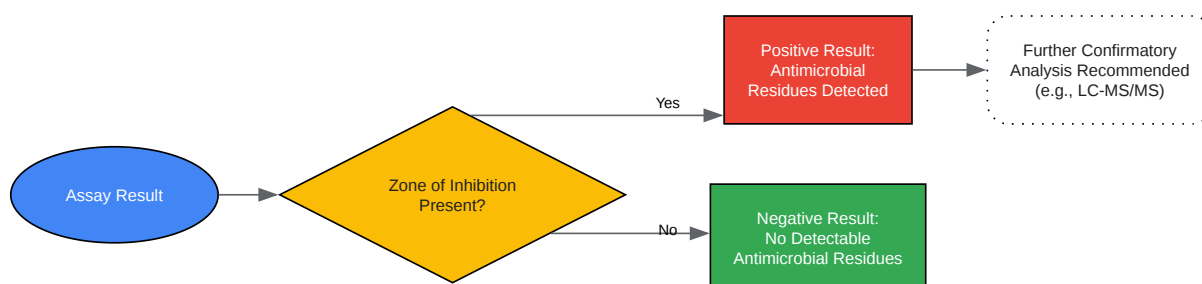 Assay Result
Zone of Inhibition
Present?
Yes
No
Positive Result:
Antimicrobial
Residues Detected
Further Confirmatory
Analysis Recommended
(e.g., LC-MS/MS)
Negative Result:
No Detectable
Antimicrobial Residues